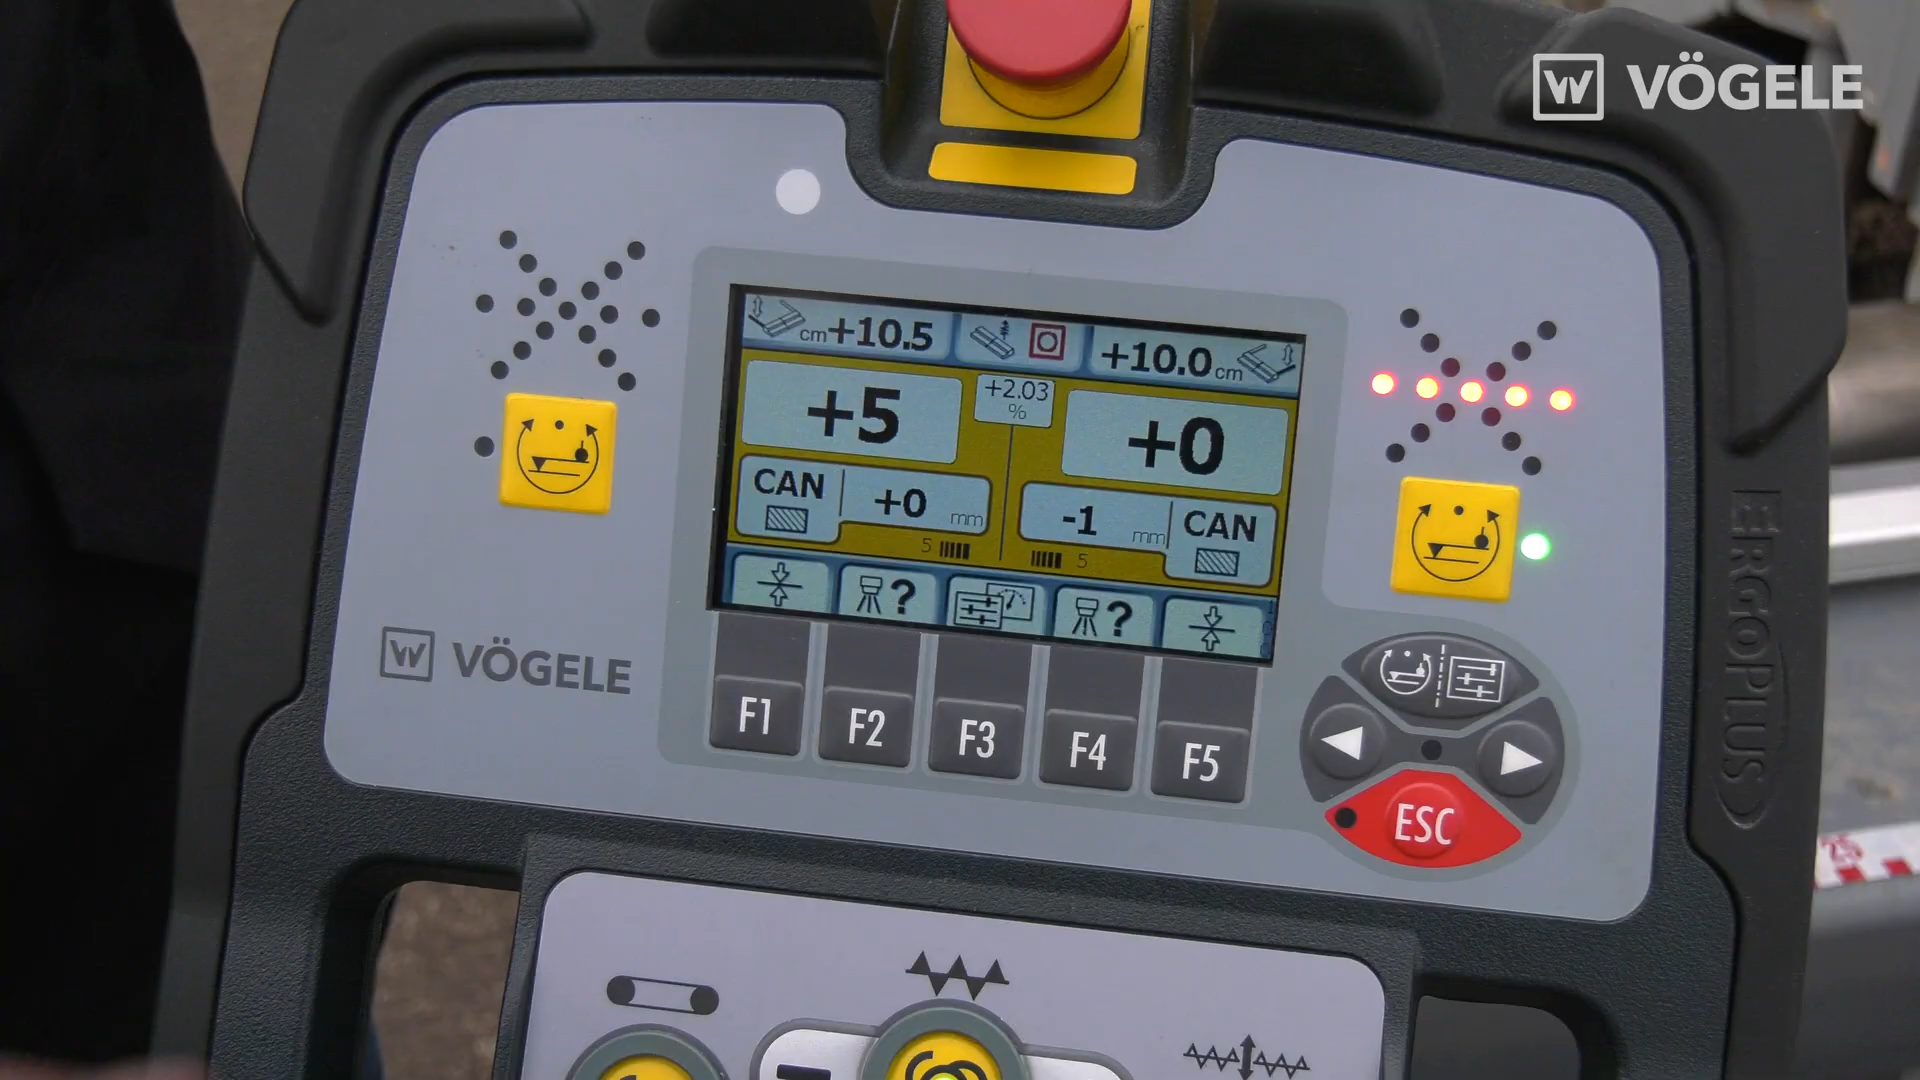 VÖGELE
cm +10.5
+10.0 cm
+5
+2.03
%
+0
CAN
+0 mm
-1 mm
CAN
5
5
?
?
VÖGELE
F1
F2
F3
F4
F5
ESC
ERGOPLUS
25